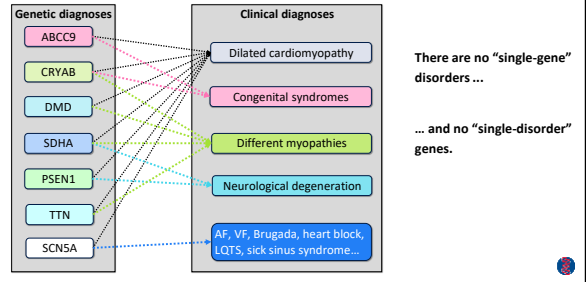 Genetic diagnoses
ABCC9
CRYAB
DMD
SDHA
PSEN1
TTN
SCN5A
Clinical diagnoses
Dilated cardiomyopathy
Congenital syndromes
Different myopathies
Neurological degeneration
AF, VF, Brugada, heart block,
LQTS, sick sinus syndrome…
There are no “single-gene”
disorders ...
… and no “single-disorder”
genes.